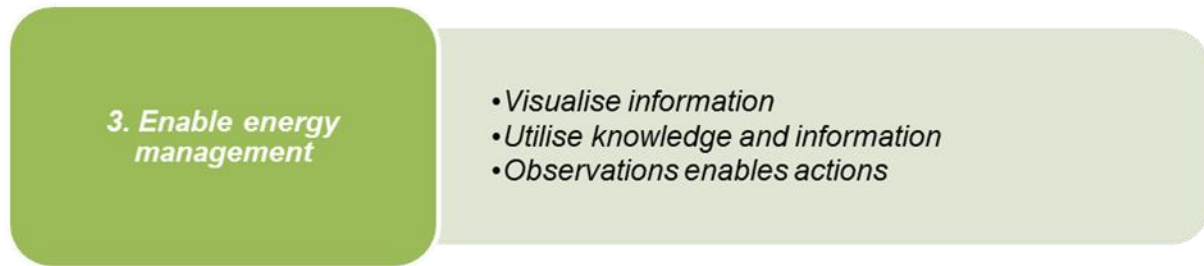 3. Enable energy
management
•Visualise information
•Utilise knowledge and information
•Observations enables actions